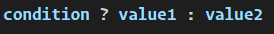 condition ? value1 : value2